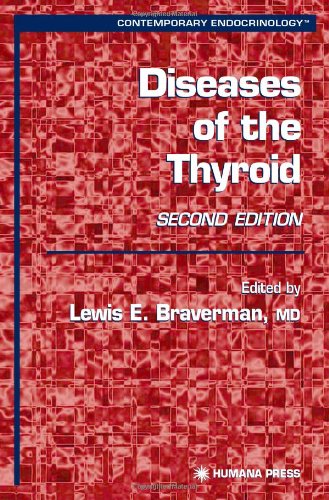 CONTEMPORARY ENDOCRINOLOGY™
Diseases
of the
Thyroid
SECOND EDITION
Edited by
Lewis E. Braverman, MD
HUMANA PRESS